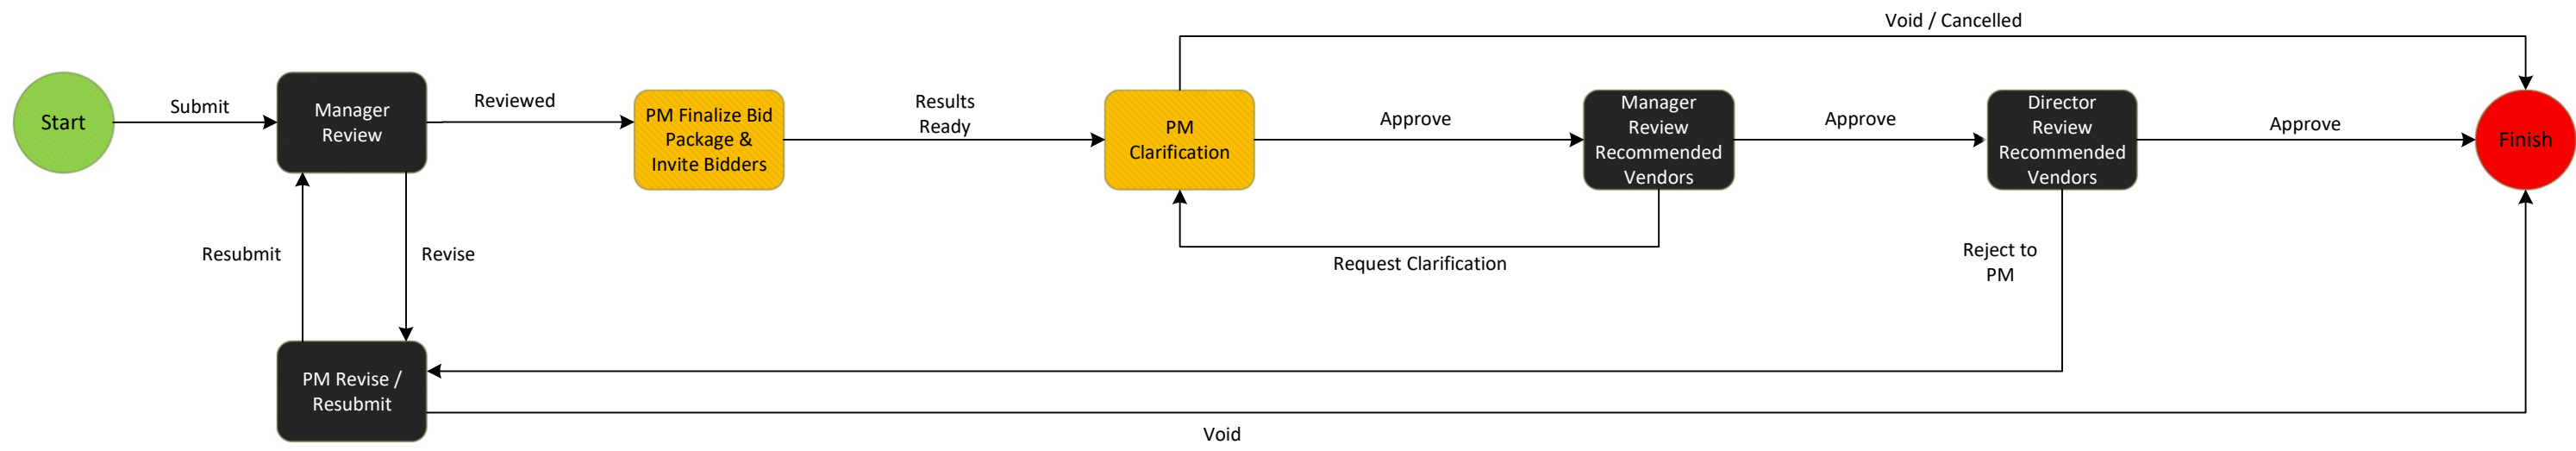 Void / Cancelled
Start
Submit
Manager
Review
Reviewed
PM Finalize Bid
Package &
Invite Bidders
Results
Ready
PM
Clarification
Approve
Manager
Review
Recommended
Vendors
Approve
Director
Review
Recommended
Vendors
Approve
Finish
Resubmit
Revise
Request Clarification
Reject to
PM
PM Revise /
Resubmit
Void